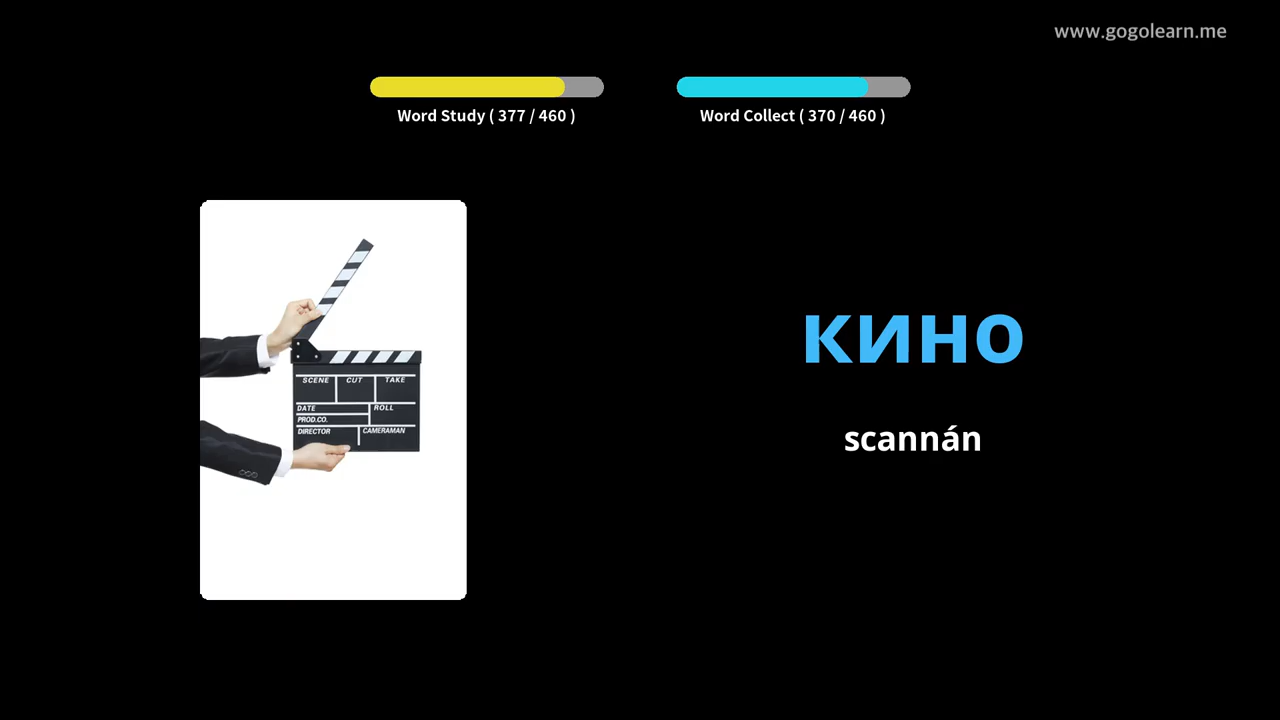 www.gogolearn.me
Word Study ( 377 / 460 )
Word Collect ( 370 / 460 )
SCENE CUT TAKE
DATE ROLL
PROD.CO.
DIRECTOR CAMERAMAN
кино
scannán